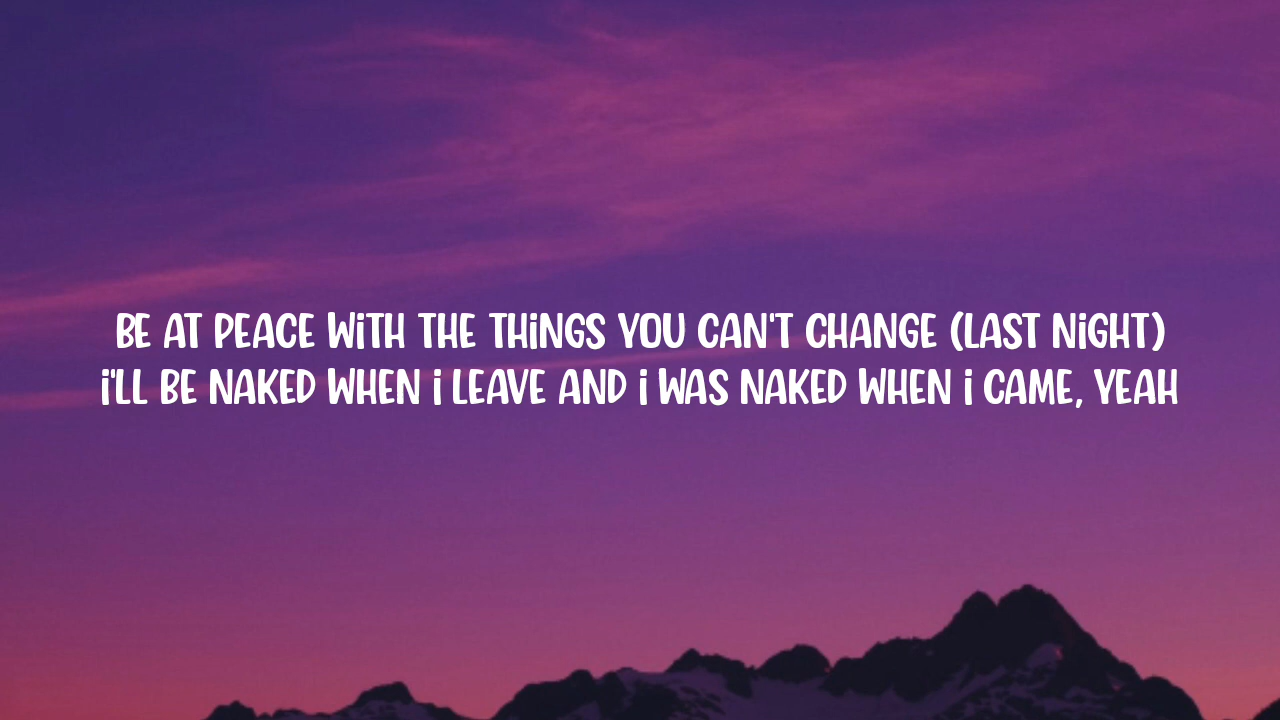 BE AT PEACE WiTH THE THiNGS YOU CAN'T CHANGE (LAST NiGHT)
i'LL BE NAKED WHEN i LEAVE AND i WAS NAKED WHEN i CAME, YEAH